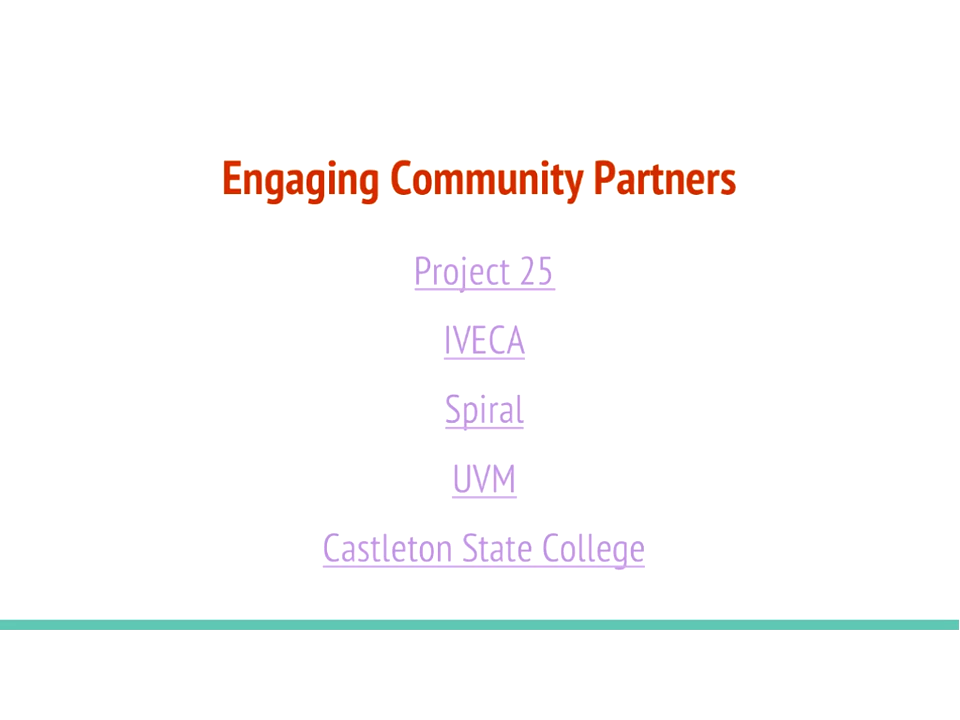 Engaging Community Partners
Project 25
IVECA
Spiral
UVM
Castleton State College